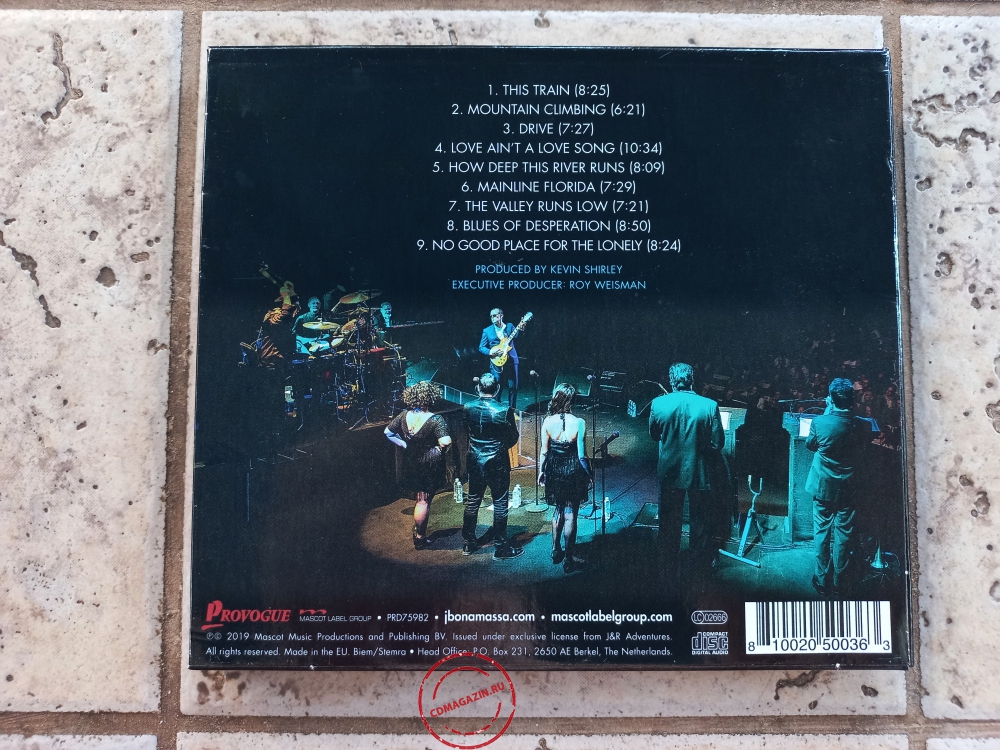 1. THIS TRAIN (8:25)
2. MOUNTAIN CLIMBING (6:21)
3. DRIVE (7:27)
4. LOVE AIN'T A LOVE SONG (10:34)
5. HOW DEEP THIS RIVER RUNS (8:09)
6. MAINLINE FLORIDA (7:29)
7. THE VALLEY RUNS LOW (7:21)
8. BLUES OF DESPERATION (8:50)
9. NO GOOD PLACE FOR THE LONELY (8:24)
PRODUCED BY KEVIN SHIRLEY
EXECUTIVE PRODUCER: ROY WEISMAN
PROVOGUE MASCOT LABEL GROUP • PRD75982 • jbonamassa.com • mascotlabelgroup.com
℗© 2019 Mascot Music Productions and Publishing BV. Issued under exclusive license from J&R Adventures.
All rights reserved. Made in the EU. Biem/Stemra • Head Office: P.O. Box 231, 2650 AE Berkel, The Netherlands.
LC 02666
COMPACT
disc
DIGITAL AUDIO
8 10020 50036 3
CDMAGAZIN.RU